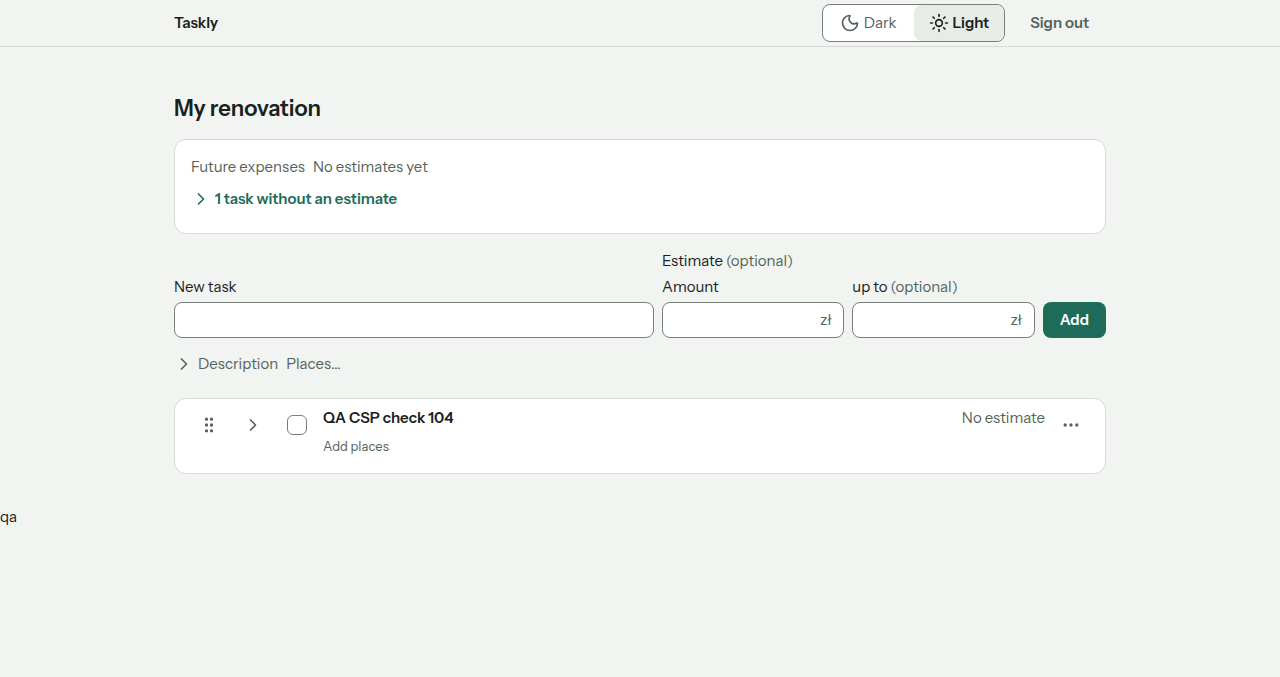 Taskly
Dark
Light
Sign out
My renovation
Future expenses No estimates yet
1 task without an estimate
Estimate (optional)
New task
Amount
up to (optional)
zł
zł
Add
Description Places...
QA CSP check 104
No estimate
Add places
qa